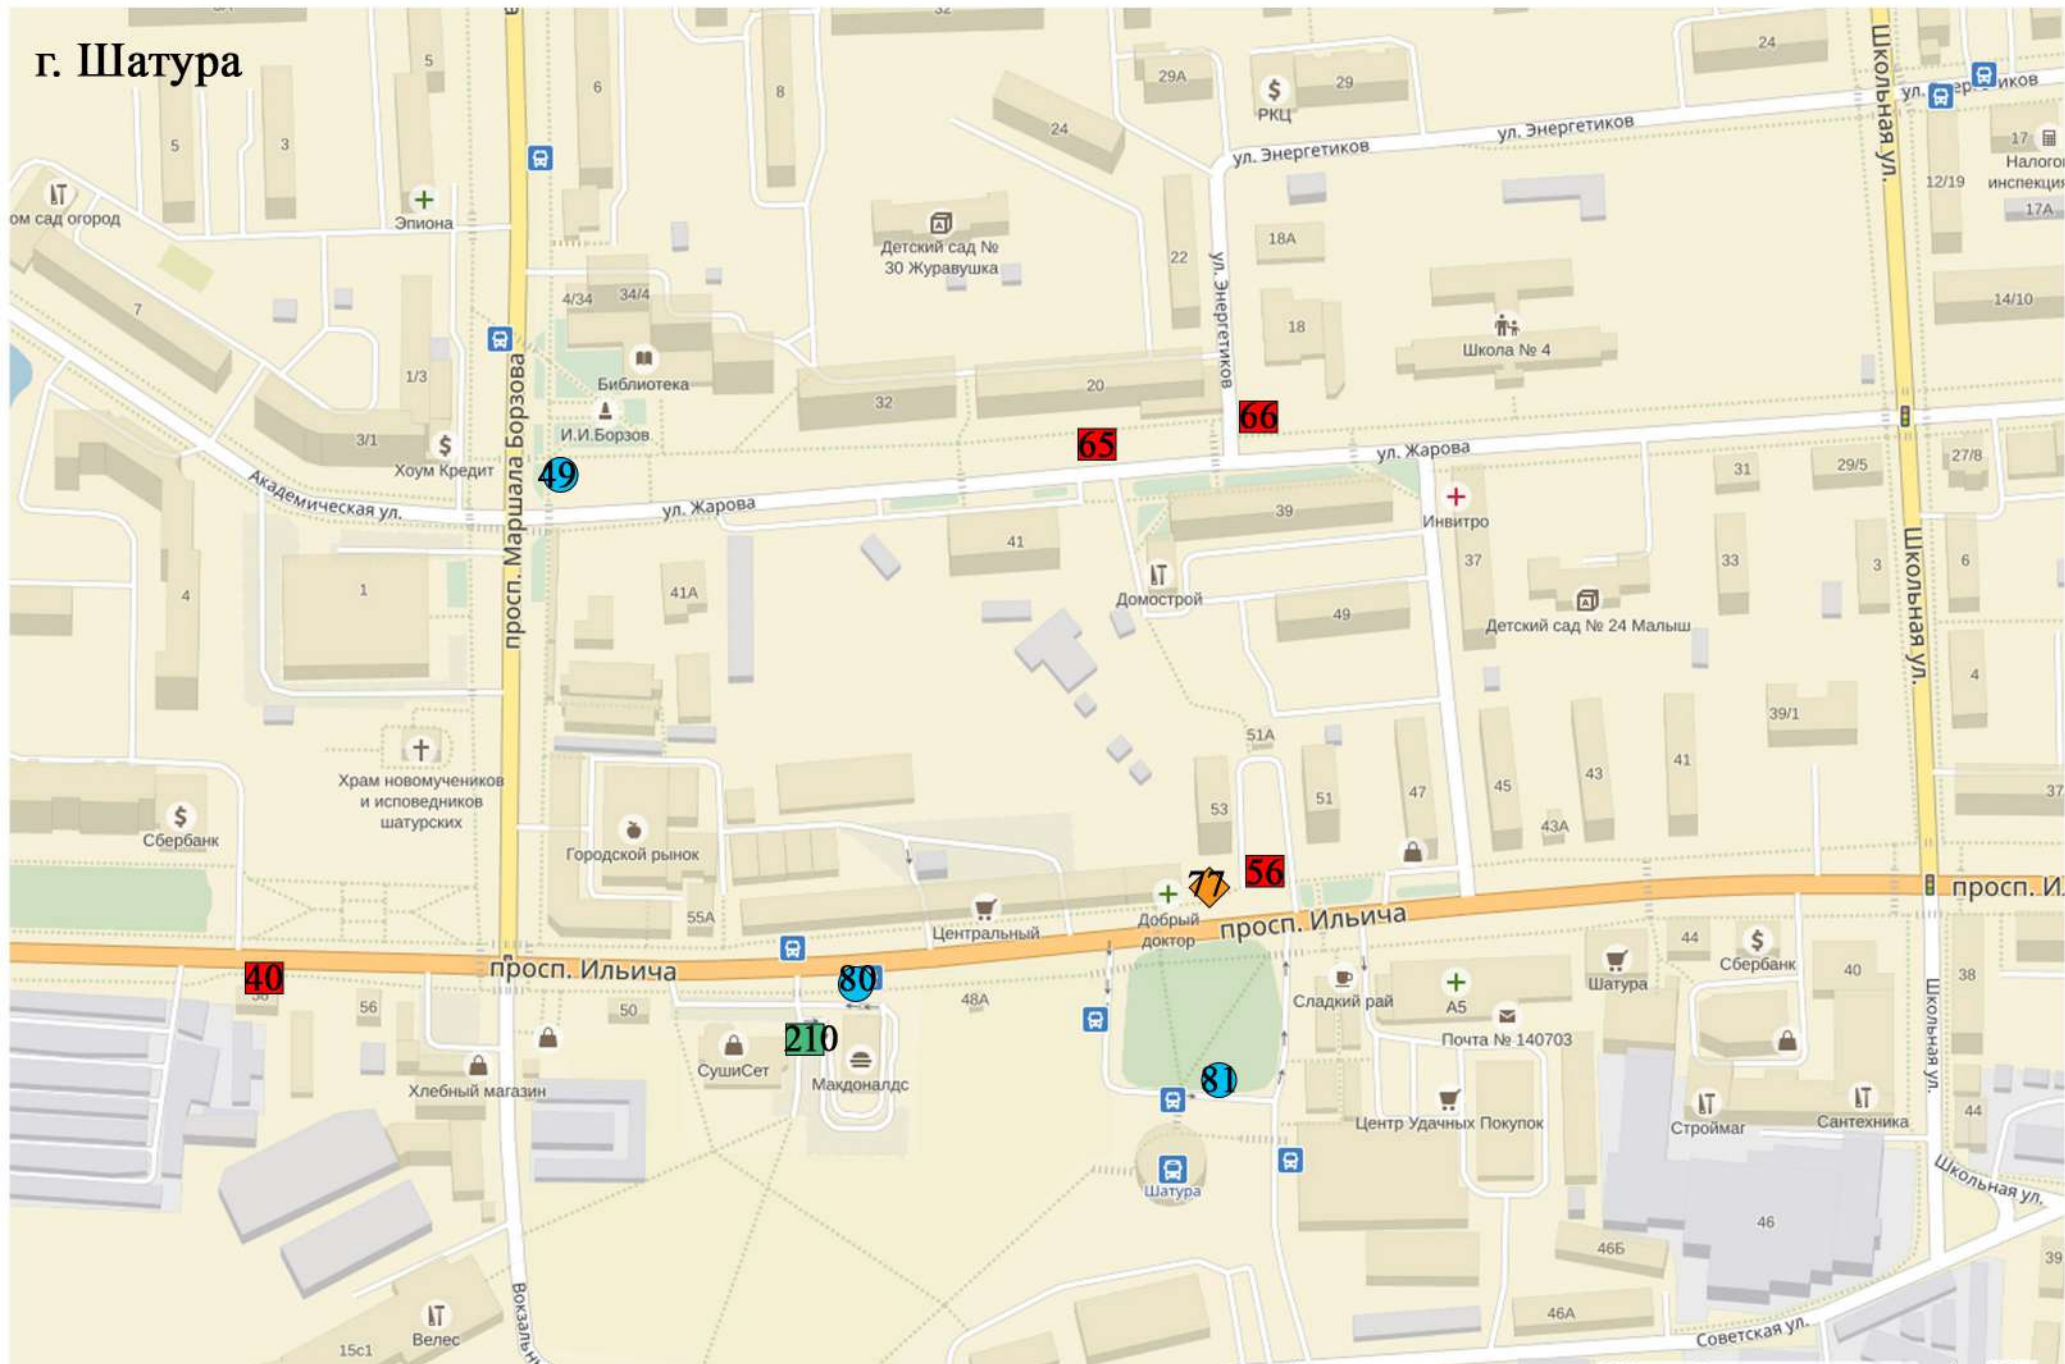 г. Шатура
32
5
6
8
24
29А
29
РКЦ
24
ул. Энергетиков
ул. Энергетиков
Школьная ул.
5
3
24
17
Налого
инспекция
12/19
17А
ом сад огород
Эпиона
Детский сад №
30 Журавушка
22
18А
ул. Энергетиков
7
4/34
34/4
18
Школа № 4
14/10
1/3
просп. Маршала Борзова
Библиотека
32
20
66
3/1
И.И.Борзов
65
ул. Жарова
Хоум Кредит
49
Академическая ул.
ул. Жарова
39
Инвитро
31
29/5
27/8
41
37
33
3
6
Школьная ул.
4
1
41А
Домострой
49
Детский сад № 24 Малыш
4
39/1
51А
Храм новомучеников
и исповедников
шатурских
53
51
47
45
43
41
37
Сбербанк
43А
Городской рынок
77
56
просп. И
55А
Центральный
Добрый
доктор
просп. Ильича
44
просп. Ильича
40
80
56
50
48А
Сладкий рай
А5
Шатура
Сбербанк
40
38
210
СушиСет
Макдоналдс
Почта № 140703
Школьная ул.
Хлебный магазин
81
Центр Удачных Покупок
Строймаг
Сантехника
44
Шатура
Школьная ул.
46
46Б
39
Велес
46А
15с1
Советская ул.